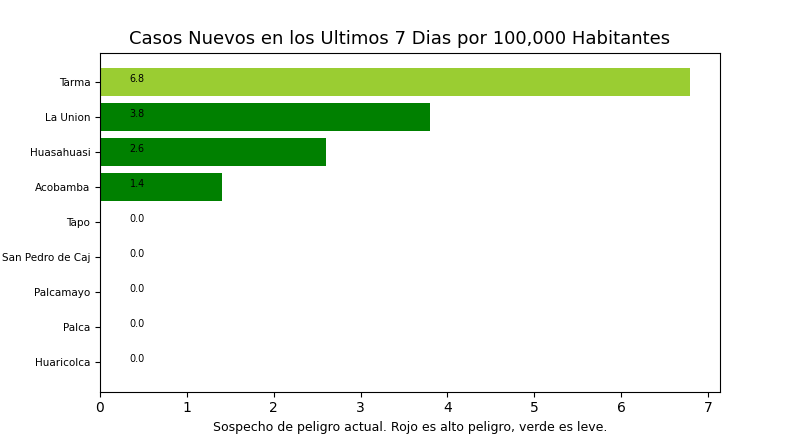 Casos Nuevos en los Ultimos 7 Dias por 100,000 Habitantes
Tarma 6.8
La Union 3.8
Huasahuasi 2.6
Acobamba 1.4
Tapo 0.0
San Pedro de Caj 0.0
Palcamayo 0.0
Palca 0.0
Huaricolca 0.0
0 1 2 3 4 5 6 7
Sospecho de peligro actual. Rojo es alto peligro, verde es leve.